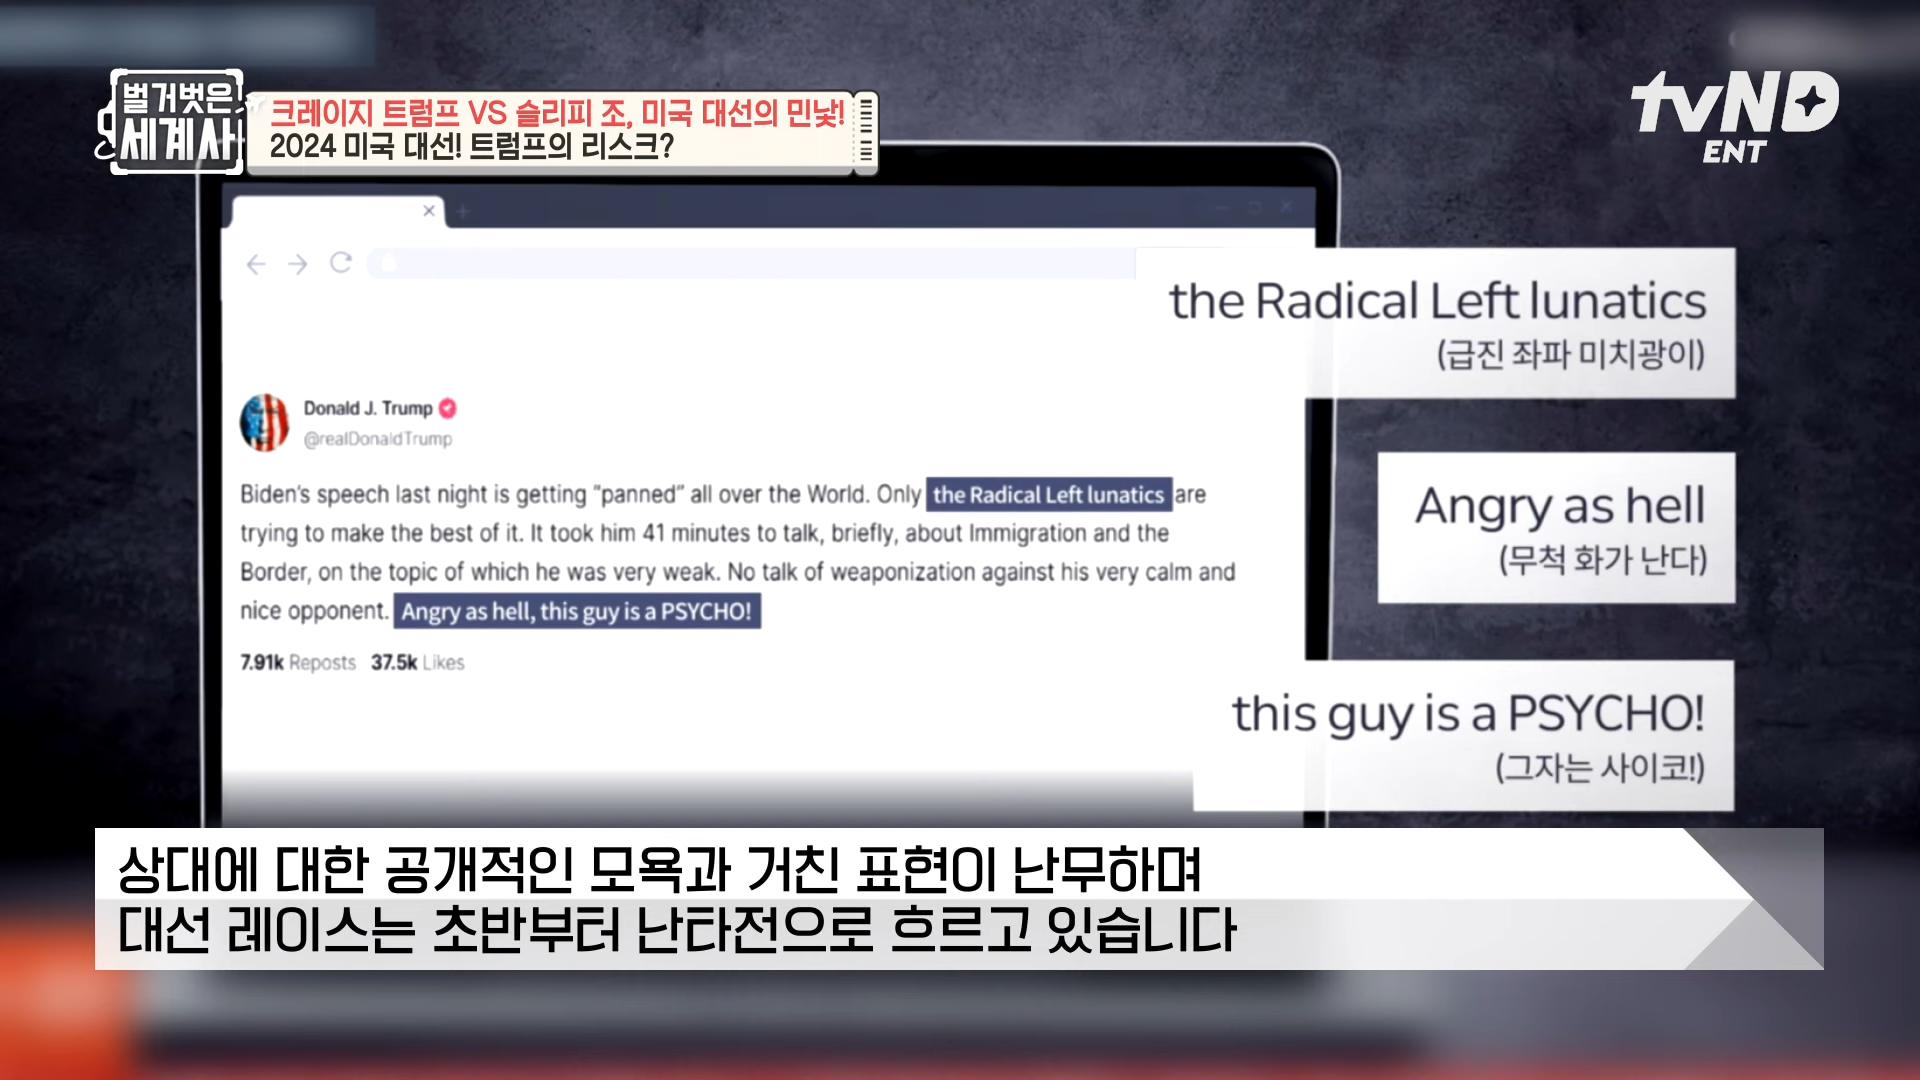 벌거벗은
세계사
크레이지 트럼프 VS 슬리피 조, 미국 대선의 민낯!
2024 미국 대선! 트럼프의 리스크?
tvND
ENT
the Radical Left lunatics
(급진 좌파 미치광이)
Donald J. Trump
@realDonaldTrump
Biden's speech last night is getting “panned” all over the World. Only the Radical Left lunatics are
trying to make the best of it. It took him 41 minutes to talk, briefly, about Immigration and the
Border, on the topic of which he was very weak. No talk of weaponization against his very calm and
nice opponent. Angry as hell, this guy is a PSYCHO!
7.91k Reposts 37.5k Likes
Angry as hell
(무척 화가 난다)
this guy is a PSYCHO!
(그자는 사이코!)
상대에 대한 공개적인 모욕과 거친 표현이 난무하며
대선 레이스는 초반부터 난타전으로 흐르고 있습니다